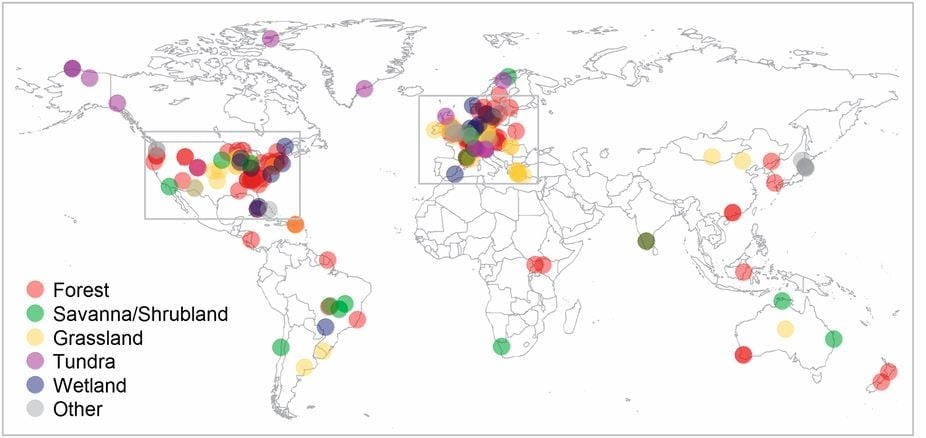 Forest
Savanna/Shrubland
Grassland
Tundra
Wetland
Other